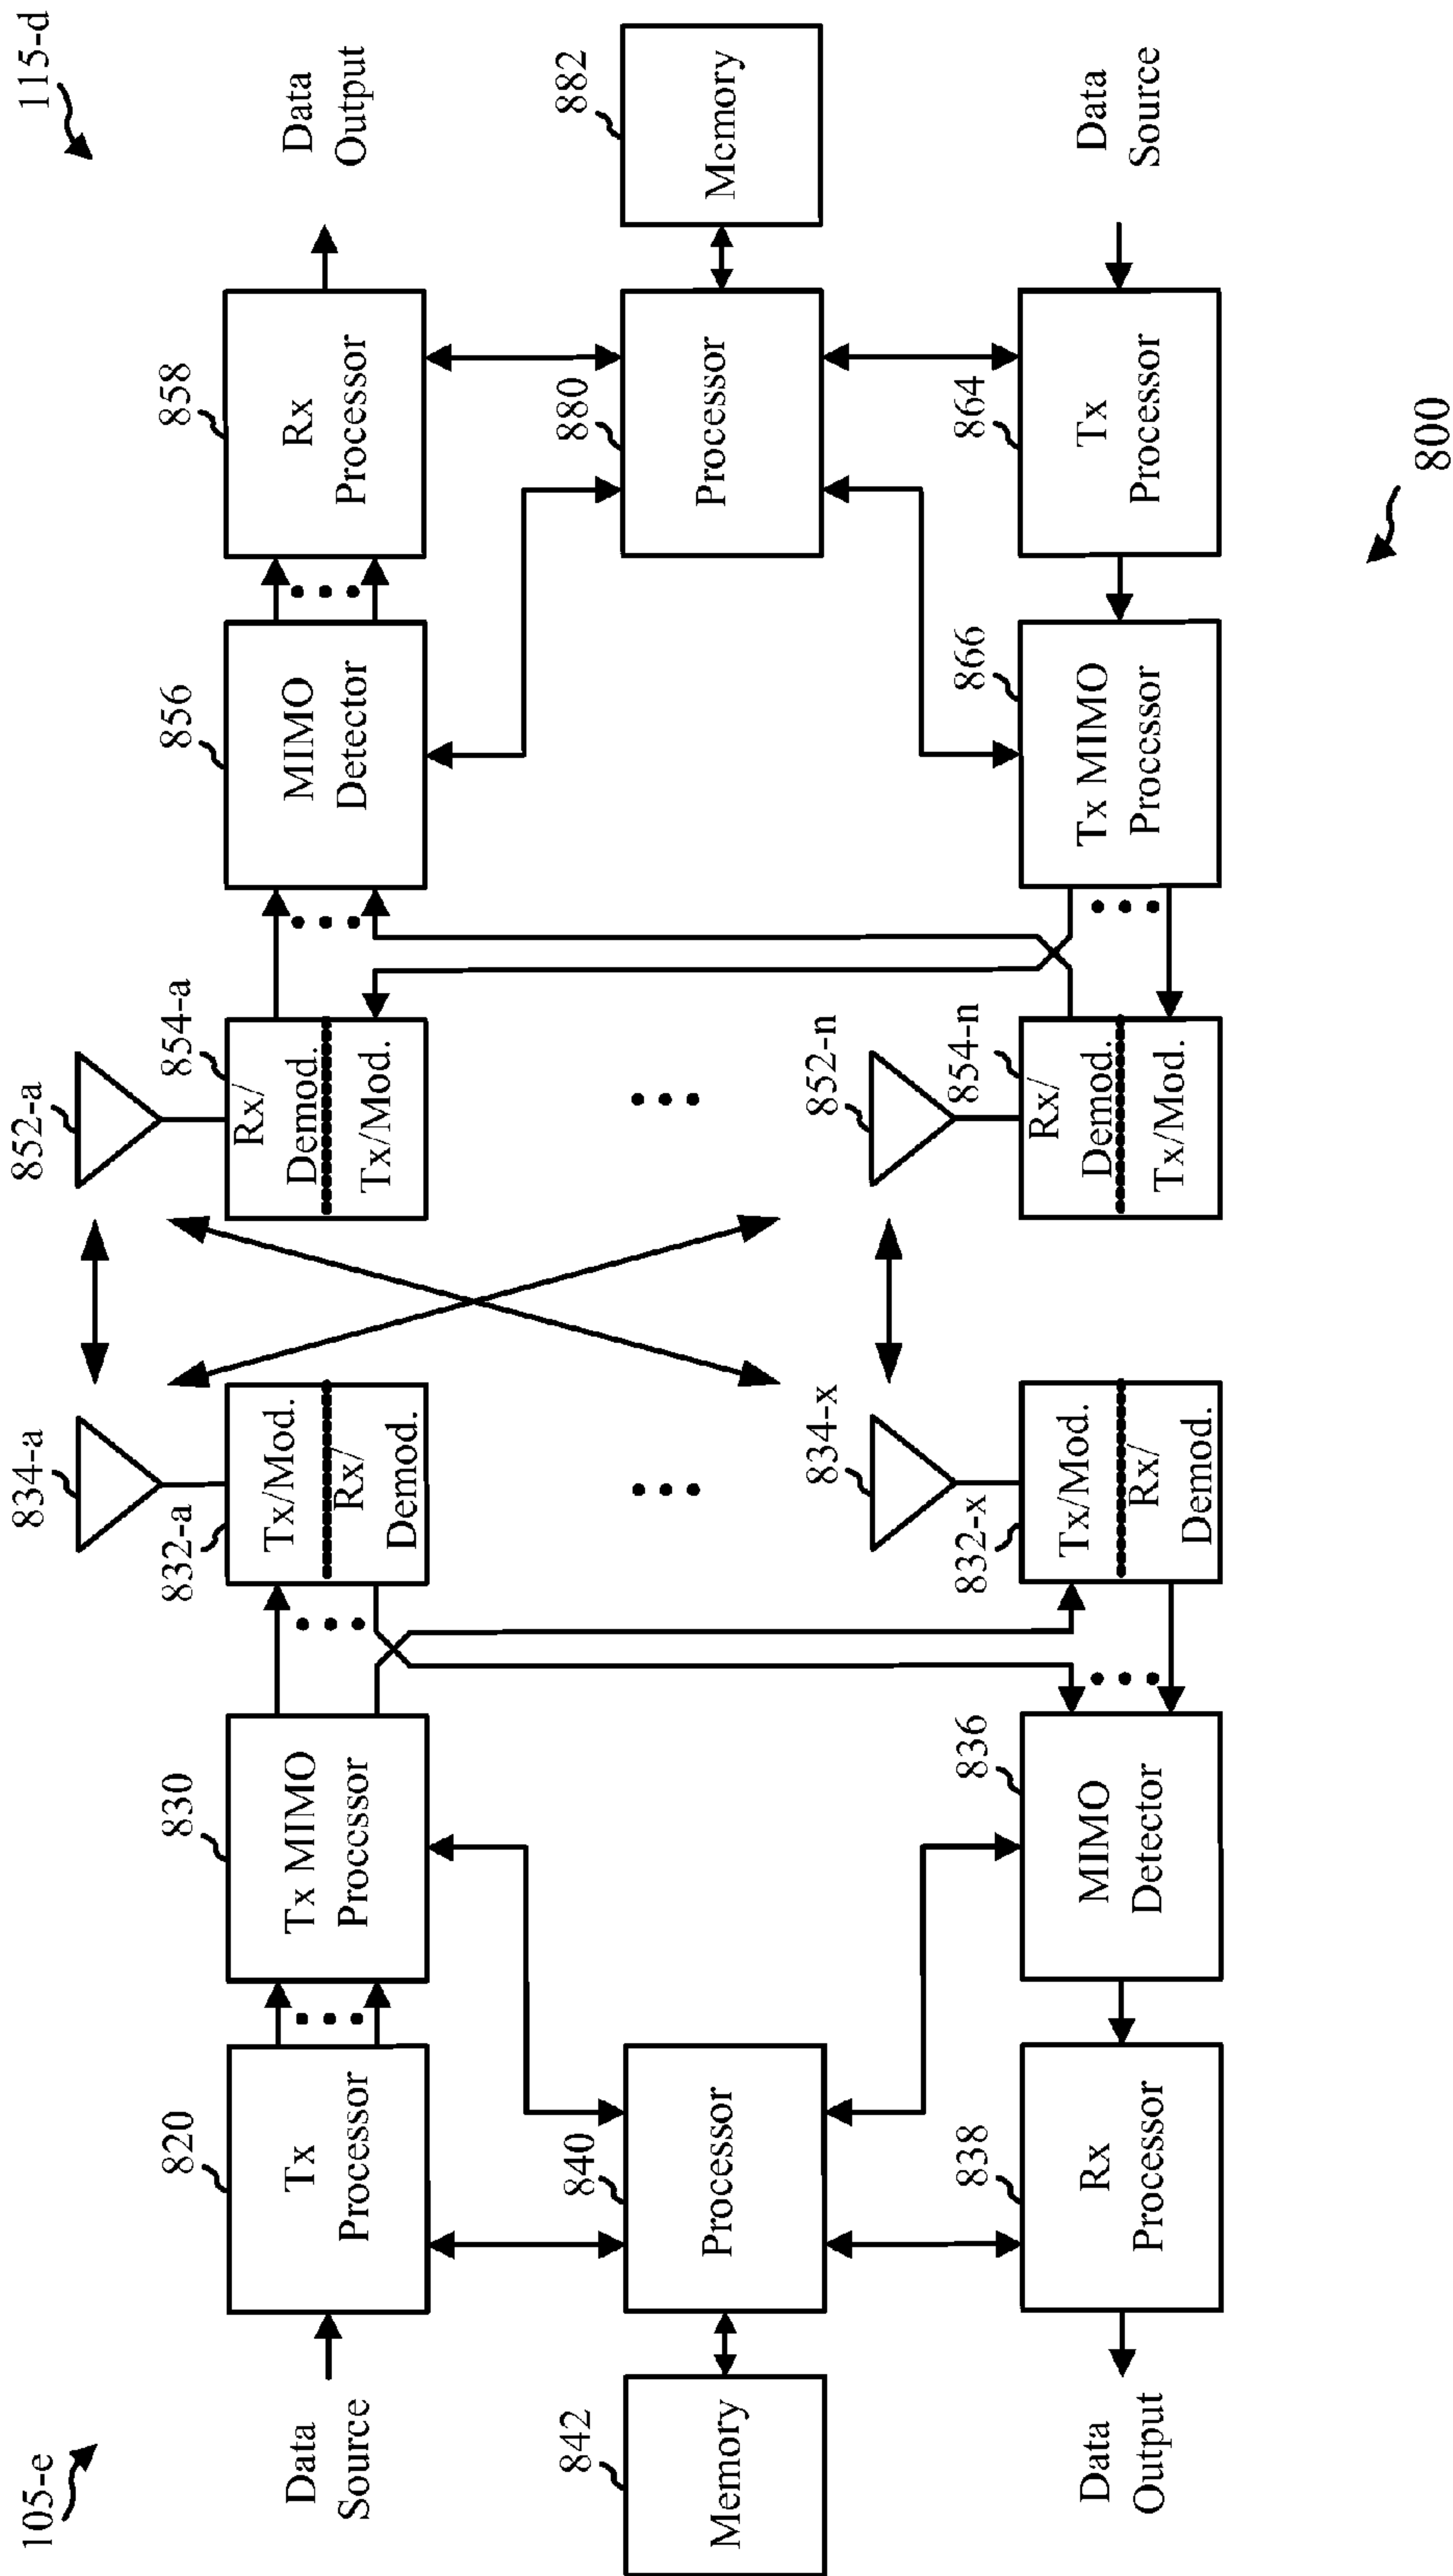 105-e
115-d
Data
Source
820
Tx
Processor
830
Tx MIMO
Processor
832-a
834-a
Tx/Mod.
Rx/
Demod.
852-a
854-a
Rx/
Demod.
Tx/Mod.
856
MIMO
Detector
858
Rx
Processor
Data
Output
842
Memory
840
Processor
880
Processor
882
Memory
Data
Output
838
Rx
Processor
836
MIMO
Detector
832-x
834-x
Tx/Mod.
Rx/
Demod.
852-n
854-n
Rx/
Demod.
Tx/Mod.
866
Tx MIMO
Processor
864
Tx
Processor
Data
Source
800